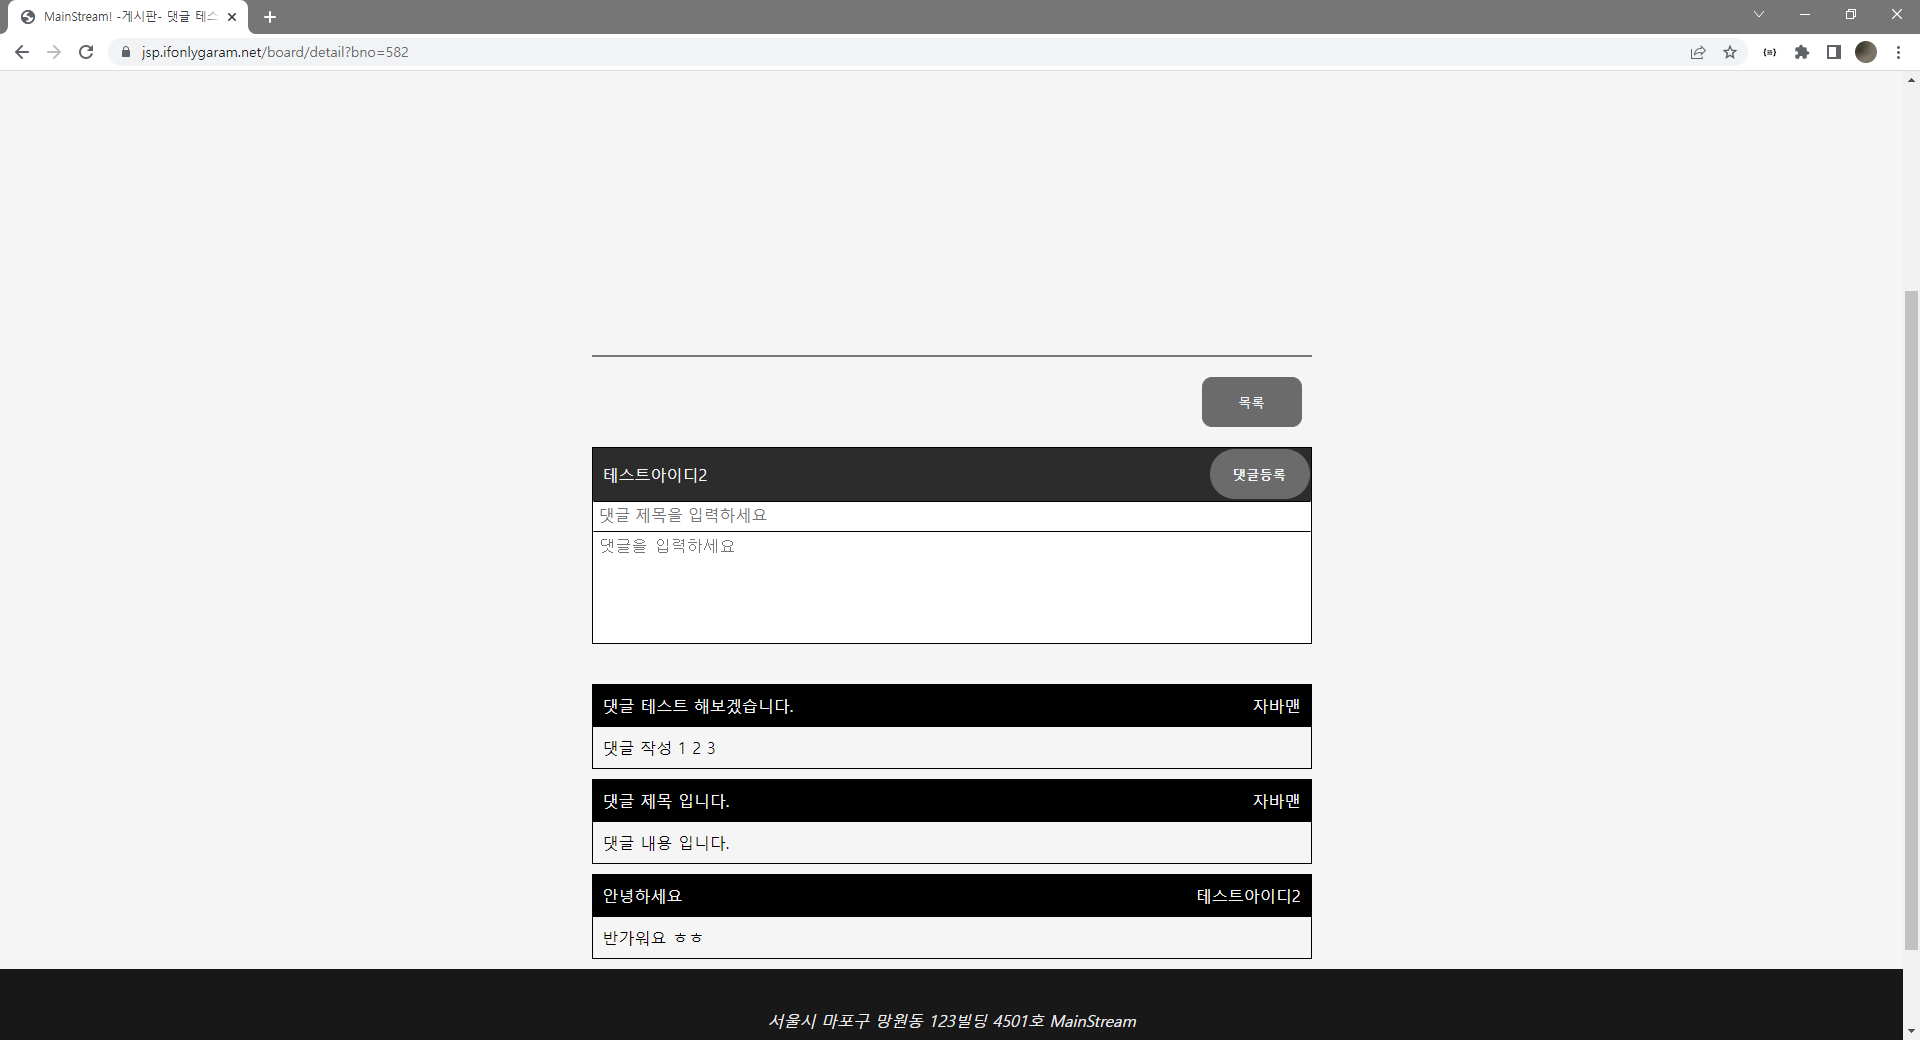 MainStream! -게시판- 댓글 테스
jsp.ifonlygaram.net/board/detail?bno=582
목록
테스트아이디2
댓글등록
댓글 제목을 입력하세요
댓글을 입력하세요
댓글 테스트 해보겠습니다.
자바맨
댓글 작성 1 2 3
댓글 제목 입니다.
자바맨
댓글 내용 입니다.
안녕하세요
테스트아이디2
반가워요 ㅎㅎ
서울시 마포구 망원동 123빌딩 4501호 MainStream